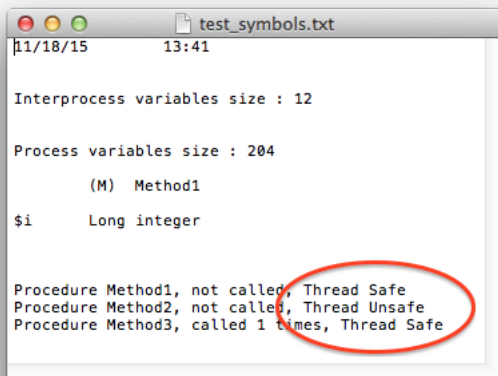 test_symbols.txt
11/18/15 13:41
Interprocess variables size : 12
Process variables size : 204
(M) Method1
$i Long integer
Procedure Method1, not called, Thread Safe
Procedure Method2, not called, Thread Unsafe
Procedure Method3, called 1 times, Thread Safe